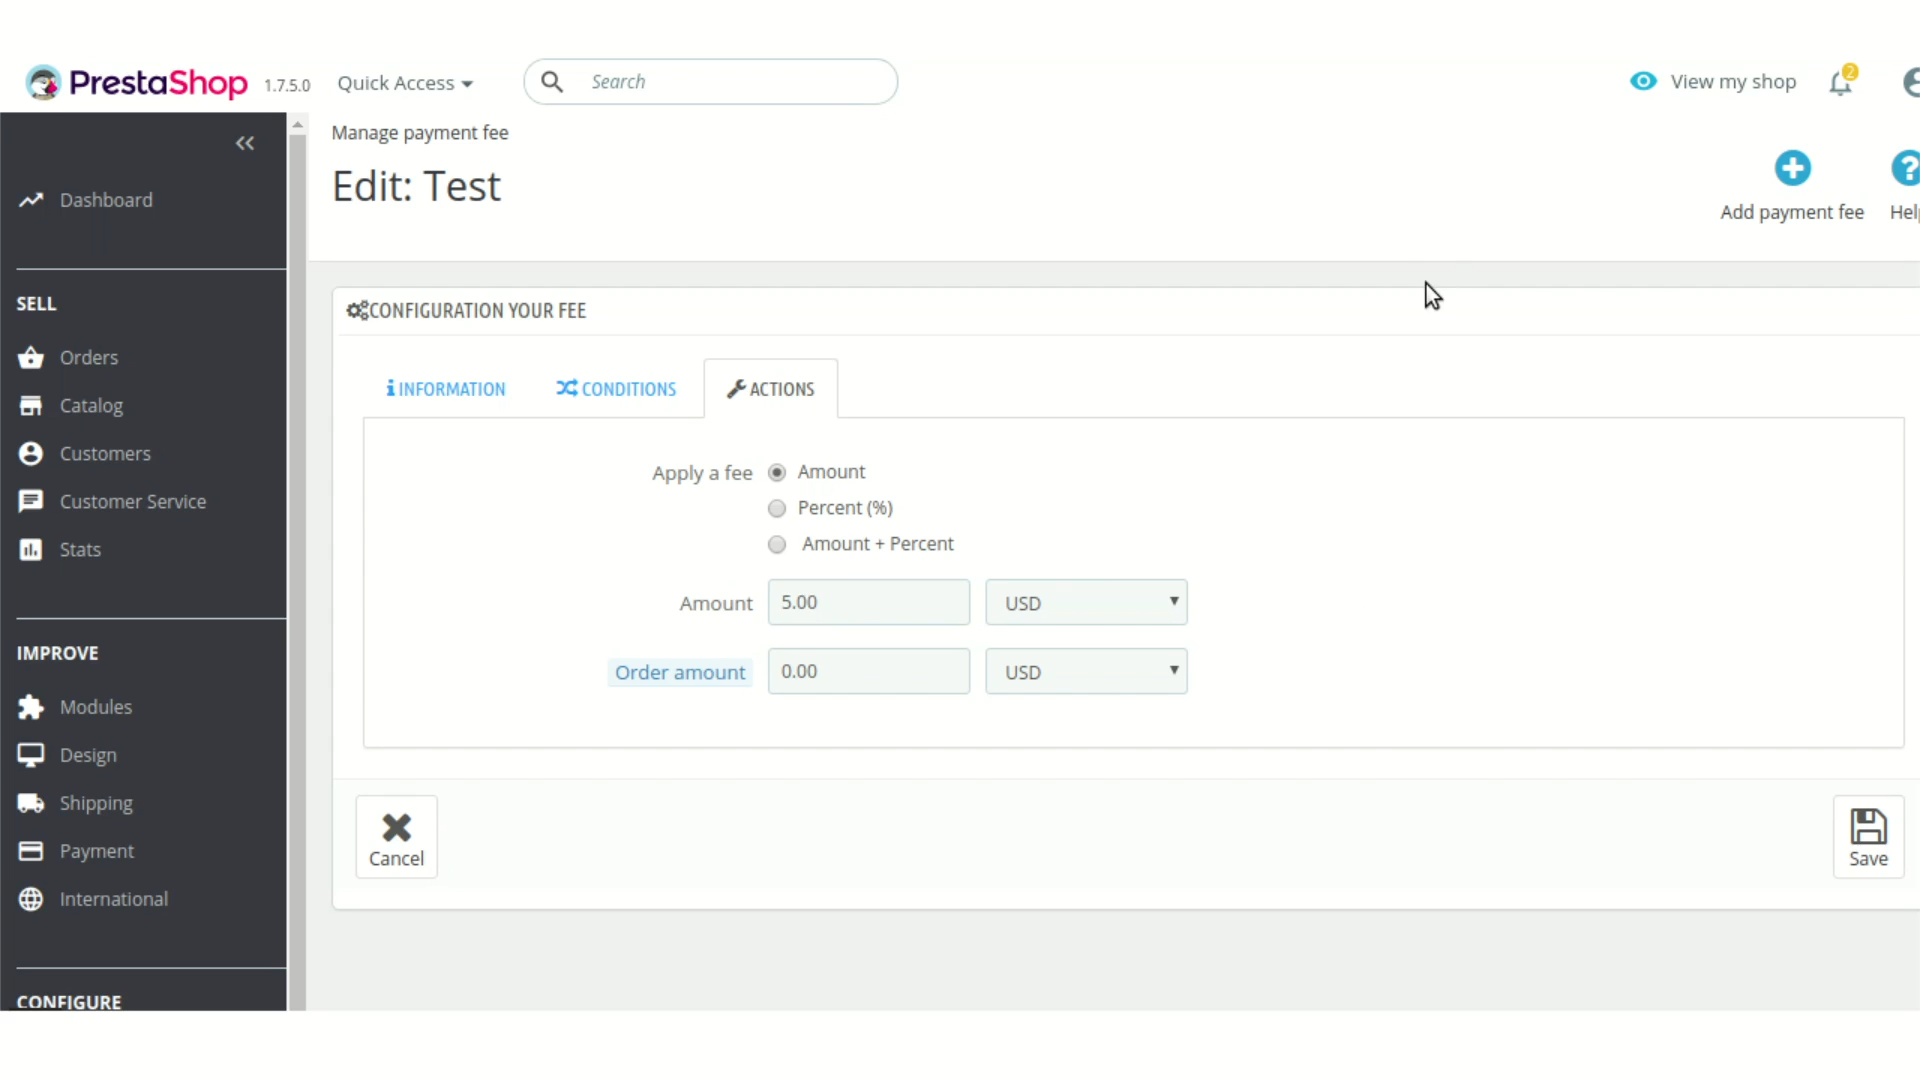 PrestaShop 1.7.5.0 Quick Access Search View my shop 2
Manage payment fee
Edit: Test
Add payment fee
Dashboard
SELL
Orders
Catalog
Customers
Customer Service
Stats
IMPROVE
Modules
Design
Shipping
Payment
International
CONFIGURE
CONFIGURATION YOUR FEE
INFORMATION CONDITIONS ACTIONS
Apply a fee Amount
Percent (%)
Amount + Percent
Amount 5.00 USD
Order amount 0.00 USD
Cancel Save